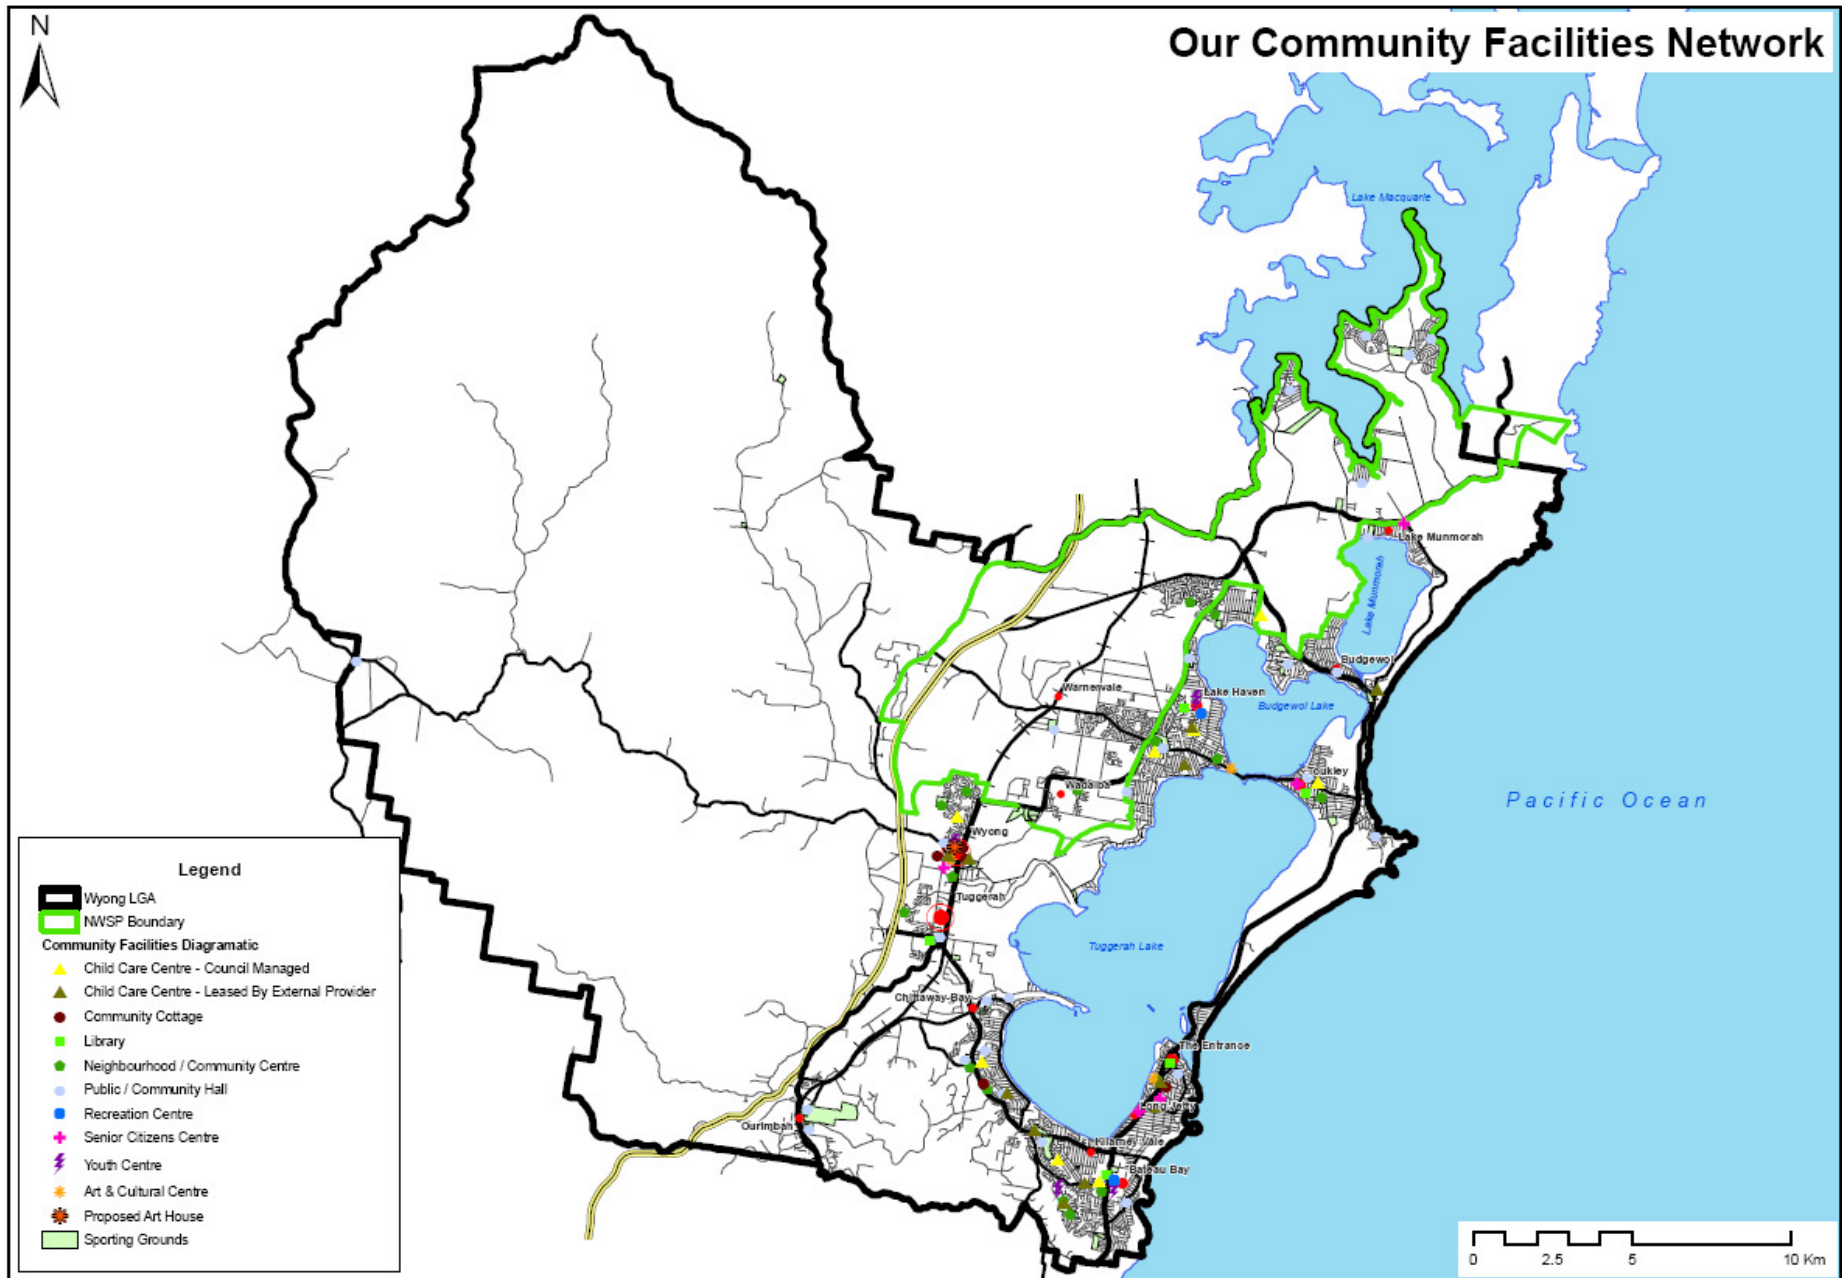 N
Our Community Facilities Network
Lake Macquarie
Lake Munmorah
Lake Munmorah
Budgewoi
Warnervale
Lake Haven
Budgewoi Lake
Toukley
Wadalba
Pacific Ocean
Wyong
Tuggerah
Tuggerah Lake
Chittaway Bay
The Entrance
Long Jetty
Ourimbah
Killarney Vale
Bateau Bay
Legend
Wyong LGA
NWSP Boundary
Community Facilities Diagramatic
Child Care Centre - Council Managed
Child Care Centre - Leased By External Provider
Community Cottage
Library
Neighbourhood / Community Centre
Public / Community Hall
Recreation Centre
Senior Citizens Centre
Youth Centre
Art & Cultural Centre
Proposed Art House
Sporting Grounds
0 2.5 5 10 Km